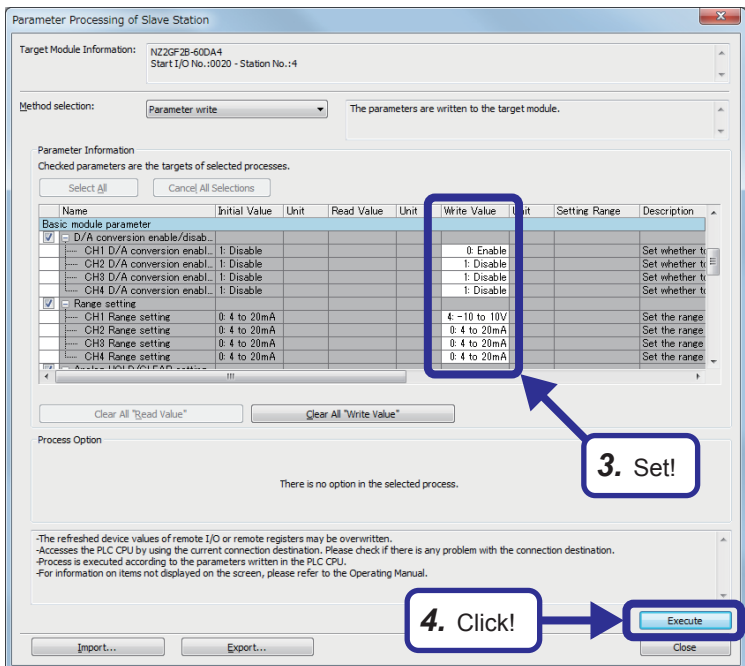 Parameter Processing of Slave Station
Target Module Information:
NZ2GF2B-60DA4
Start I/O No.:0020 - Station No.:4
Method selection:
Parameter write
The parameters are written to the target module.
Parameter Information
Checked parameters are the targets of selected processes.
Select All
Cancel All Selections
Name Initial Value Unit Read Value Unit Write Value Unit Setting Range Description
Basic module parameter
D/A conversion enable/disab..
CH1 D/A conversion enabl.. 1: Disable 0: Enable Set whether to
CH2 D/A conversion enabl.. 1: Disable 1: Disable Set whether to
CH3 D/A conversion enabl.. 1: Disable 1: Disable Set whether to
CH4 D/A conversion enabl.. 1: Disable 1: Disable Set whether to
Range setting
CH1 Range setting 0: 4 to 20mA 4: -10 to 10V Set the range
CH2 Range setting 0: 4 to 20mA 0: 4 to 20mA Set the range
CH3 Range setting 0: 4 to 20mA 0: 4 to 20mA Set the range
CH4 Range setting 0: 4 to 20mA 0: 4 to 20mA Set the range
Clear All "Read Value"
Clear All "Write Value"
Process Option
3. Set!
There is no option in the selected process.
-The refreshed device values of remote I/O or remote registers may be overwritten.
-Accesses the PLC CPU by using the current connection destination. Please check if there is any problem with the connection destination.
-Process is executed according to the parameters written in the PLC CPU.
-For information on items not displayed on the screen, please refer to the Operating Manual.
4. Click!
Execute
Import...
Export...
Close